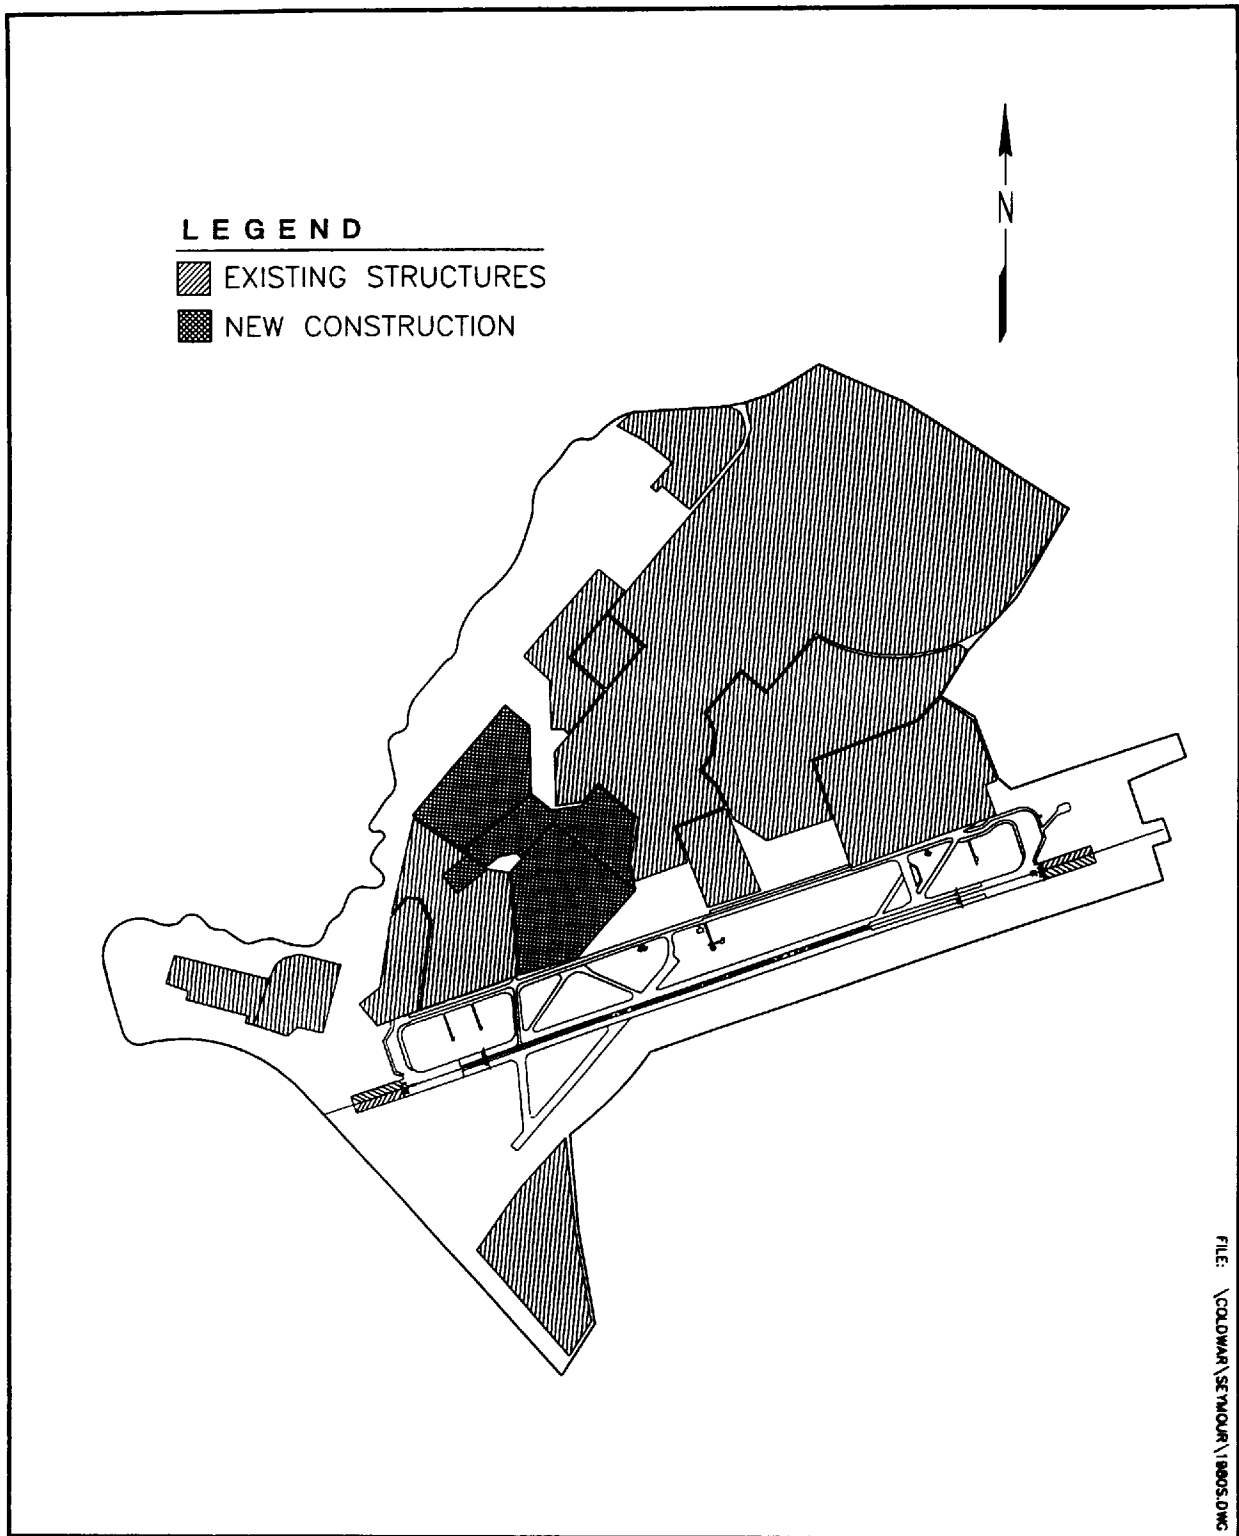 LEGEND
EXISTING STRUCTURES
NEW CONSTRUCTION
N
FILE: \COLDWAR\SEYMOUR\1980S.DWG